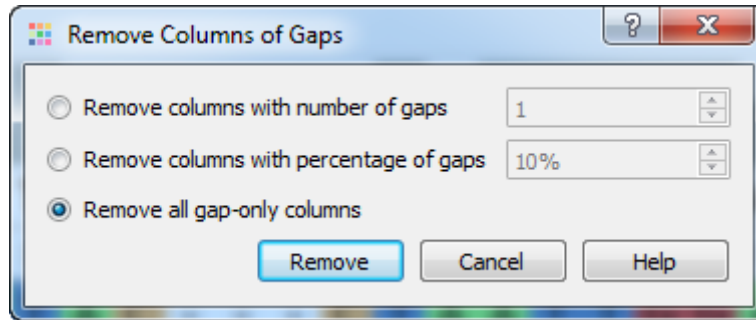 Remove Columns of Gaps ?
Remove columns with number of gaps 1
Remove columns with percentage of gaps 10%
Remove all gap-only columns
Remove Cancel Help